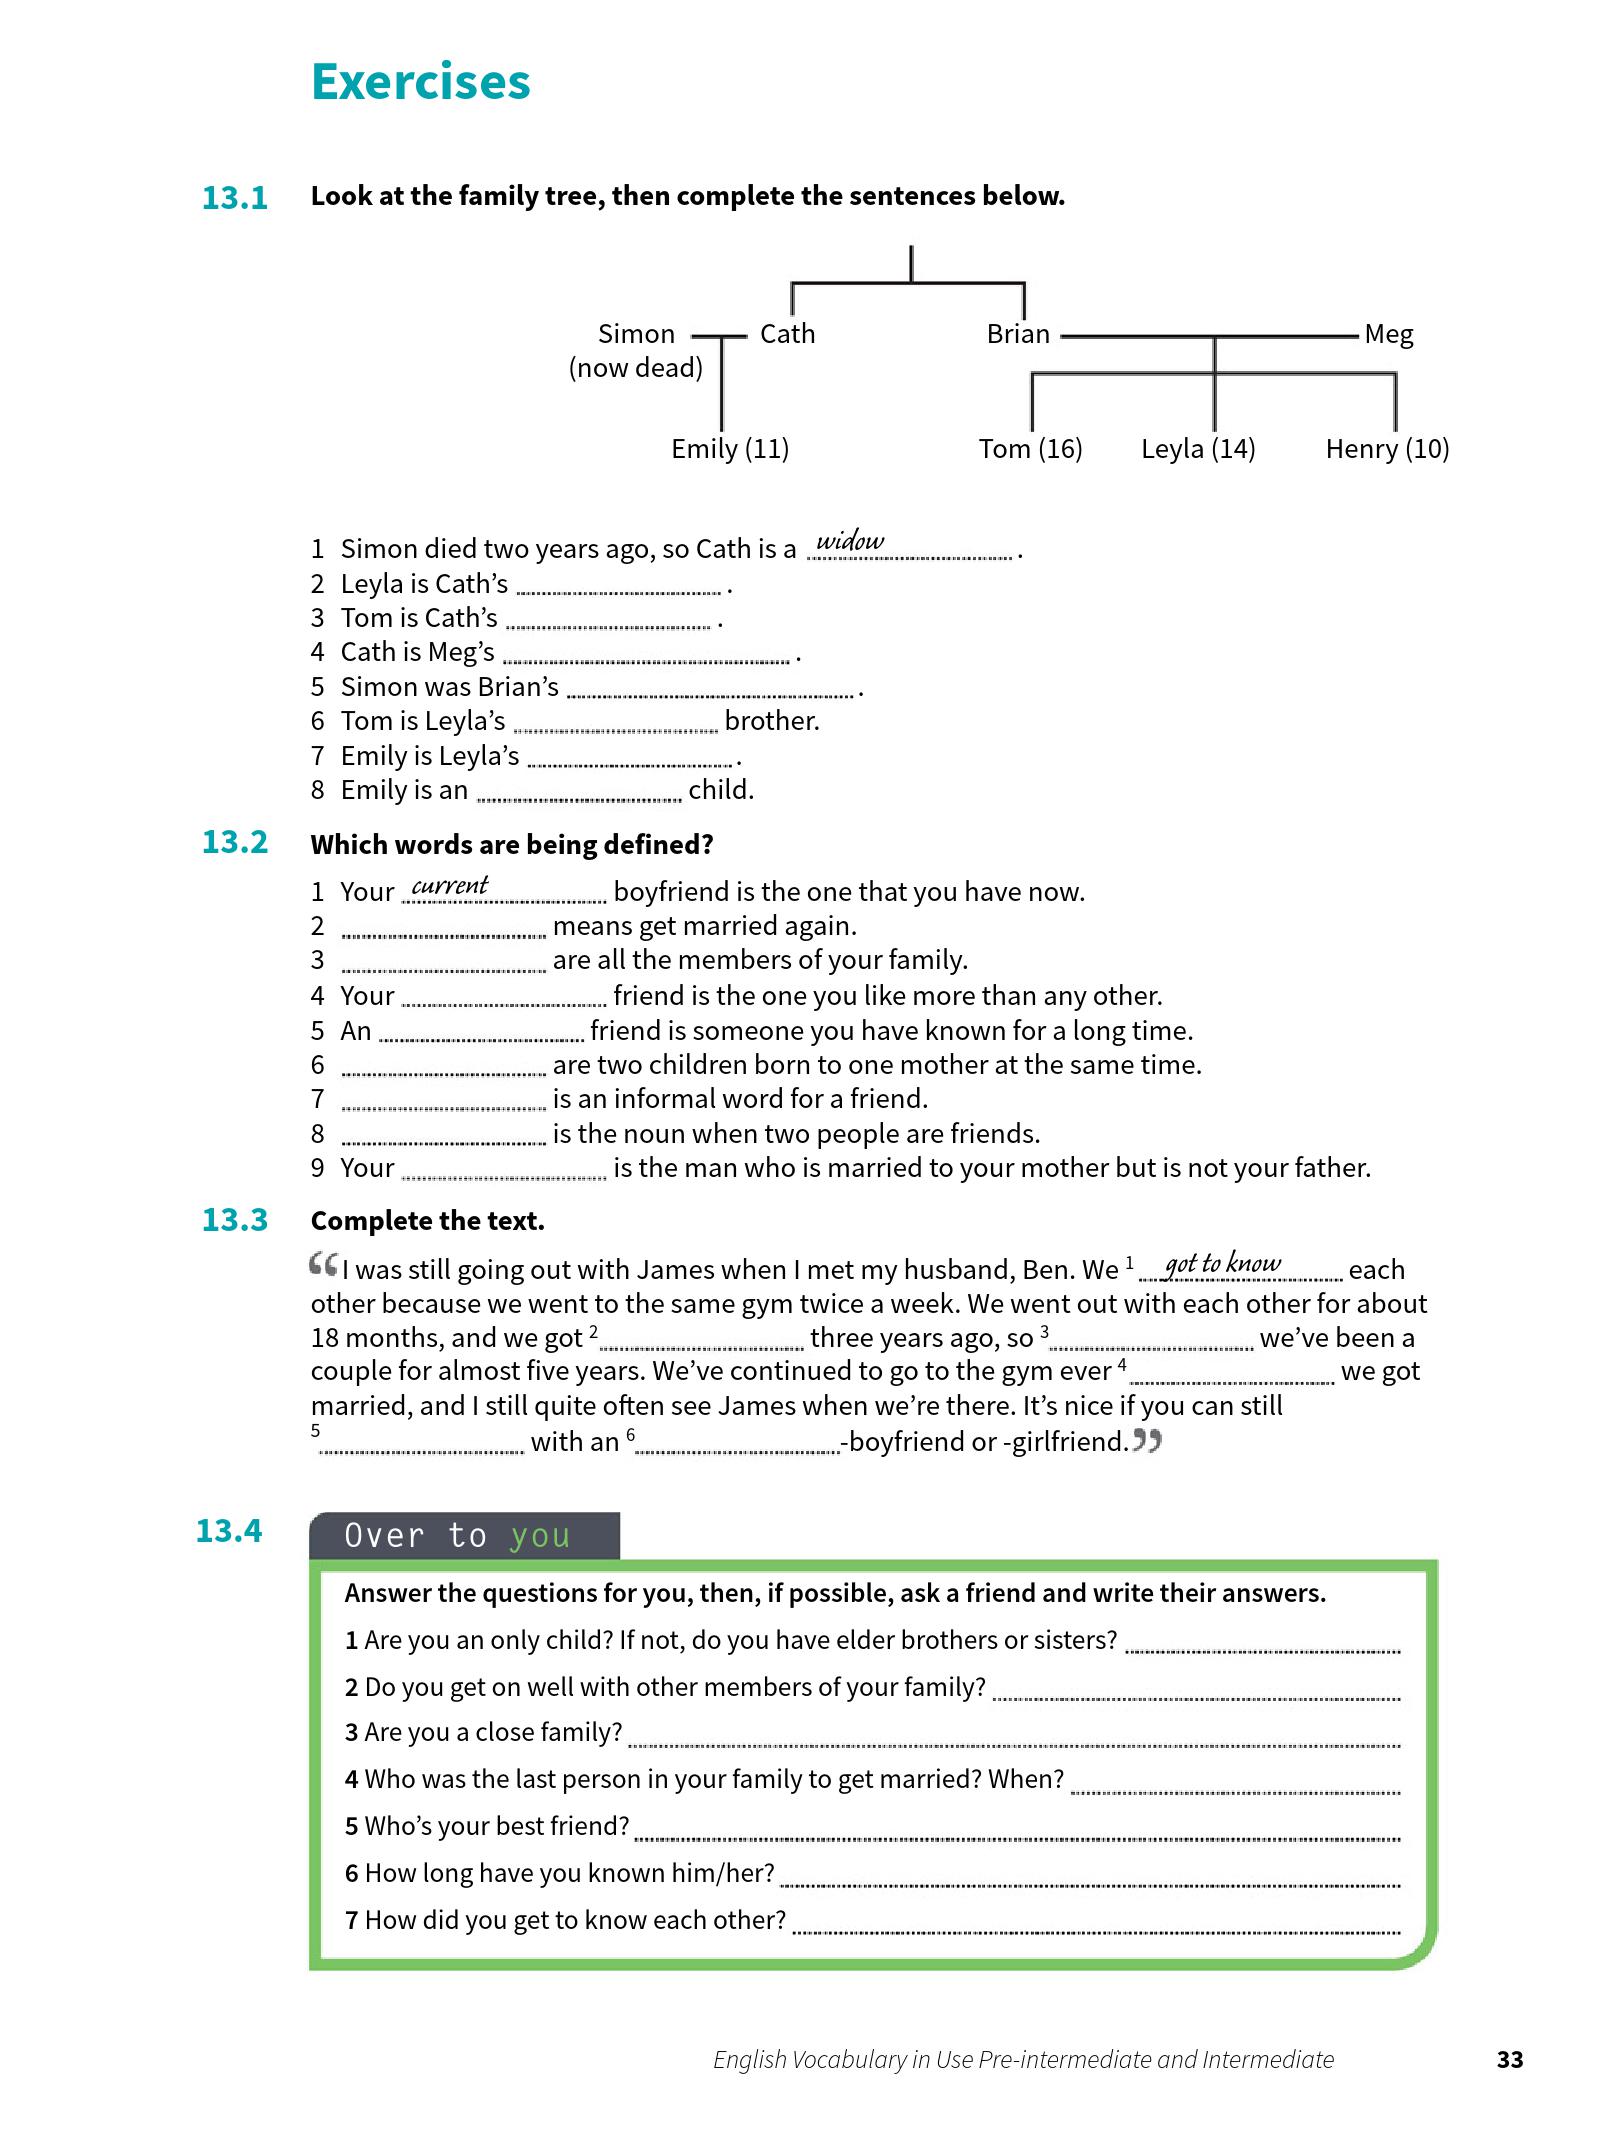 Exercises
13.1 Look at the family tree, then complete the sentences below.
Simon Cath Brian Meg
(now dead)
Emily (11) Tom (16) Leyla (14) Henry (10)
1 Simon died two years ago, so Cath is a widow .
2 Leyla is Cath’s .
3 Tom is Cath’s .
4 Cath is Meg’s .
5 Simon was Brian’s .
6 Tom is Leyla’s brother.
7 Emily is Leyla’s .
8 Emily is an child.
13.2 Which words are being defined?
1 Your current boyfriend is the one that you have now.
2 means get married again.
3 are all the members of your family.
4 Your friend is the one you like more than any other.
5 An friend is someone you have known for a long time.
6 are two children born to one mother at the same time.
7 is an informal word for a friend.
8 is the noun when two people are friends.
9 Your is the man who is married to your mother but is not your father.
13.3 Complete the text.
“I was still going out with James when I met my husband, Ben. We 1 got to know each
other because we went to the same gym twice a week. We went out with each other for about
18 months, and we got 2 three years ago, so 3 we’ve been a
couple for almost five years. We’ve continued to go to the gym ever 4 we got
married, and I still quite often see James when we’re there. It’s nice if you can still
5 with an 6 -boyfriend or -girlfriend.”
13.4 Over to you
Answer the questions for you, then, if possible, ask a friend and write their answers.
1 Are you an only child? If not, do you have elder brothers or sisters?
2 Do you get on well with other members of your family?
3 Are you a close family?
4 Who was the last person in your family to get married? When?
5 Who’s your best friend?
6 How long have you known him/her?
7 How did you get to know each other?
English Vocabulary in Use Pre-intermediate and Intermediate 33